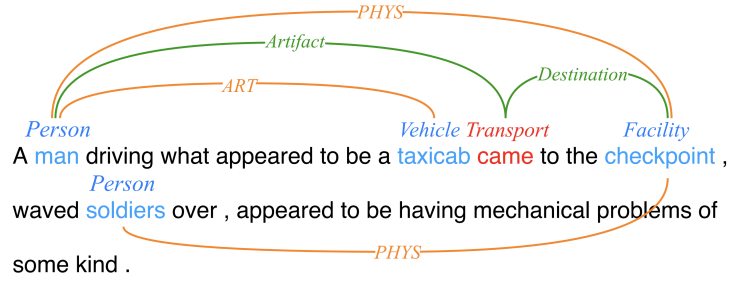 PHYS
Artifact
Destination
ART
Person Vehicle Transport Facility
A man driving what appeared to be a taxicab came to the checkpoint ,
Person
waved soldiers over , appeared to be having mechanical problems of
PHYS
some kind .